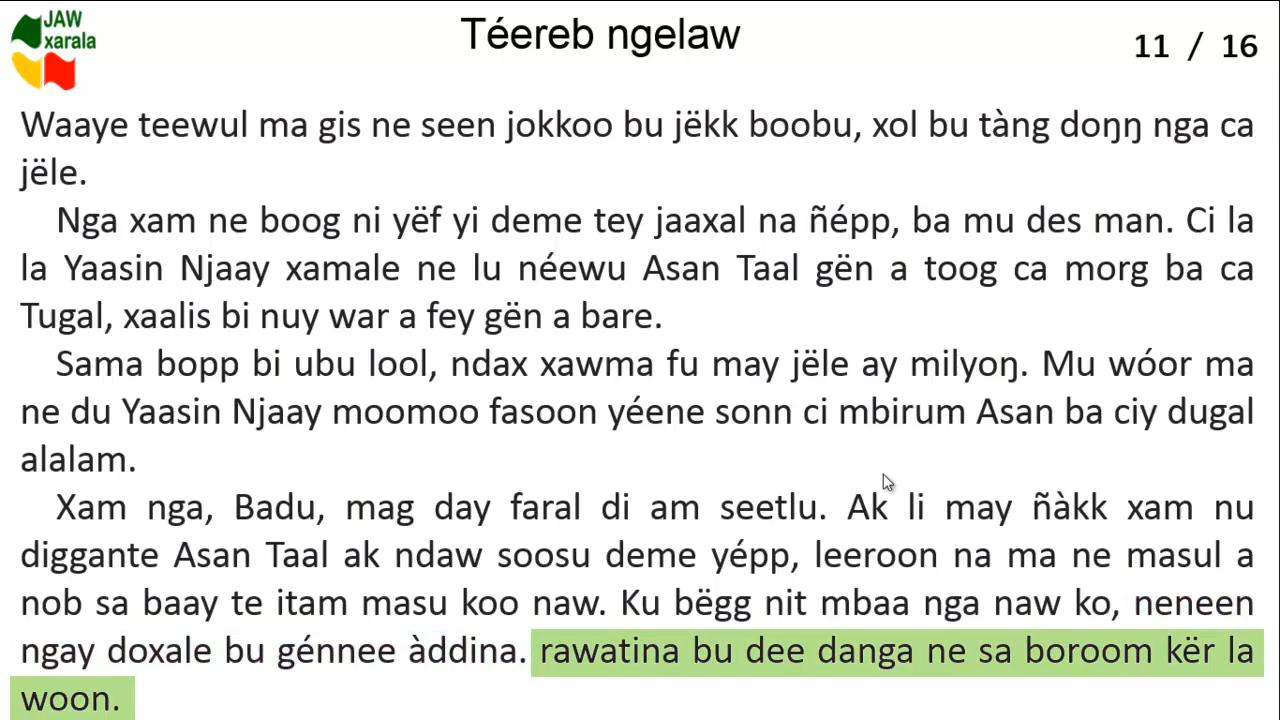 JAW
xarala
Téereb ngelaw
11 / 16
Waaye teewul ma gis ne seen jokkoo bu jëkk boobu, xol bu tàng doŋŋ nga ca
jële.
Nga xam ne boog ni yëf yi deme tey jaaxal na ñépp, ba mu des man. Ci la
la Yaasin Njaay xamale ne lu néewu Asan Taal gën a toog ca morg ba ca
Tugal, xaalis bi nuy war a fey gën a bare.
Sama bopp bi ubu lool, ndax xawma fu may jële ay milyoŋ. Mu wóor ma
ne du Yaasin Njaay moomoo fasoon yéene sonn ci mbirum Asan ba ciy dugal
alalam.
Xam nga, Badu, mag day faral di am seetlu. Ak li may ñàkk xam nu
diggante Asan Taal ak ndaw soosu deme yépp, leeroon na ma ne masul a
nob sa baay te itam masu koo naw. Ku bëgg nit mbaa nga naw ko, neneen
ngay doxale bu génnee àddina. rawatina bu dee danga ne sa boroom kër la
woon.